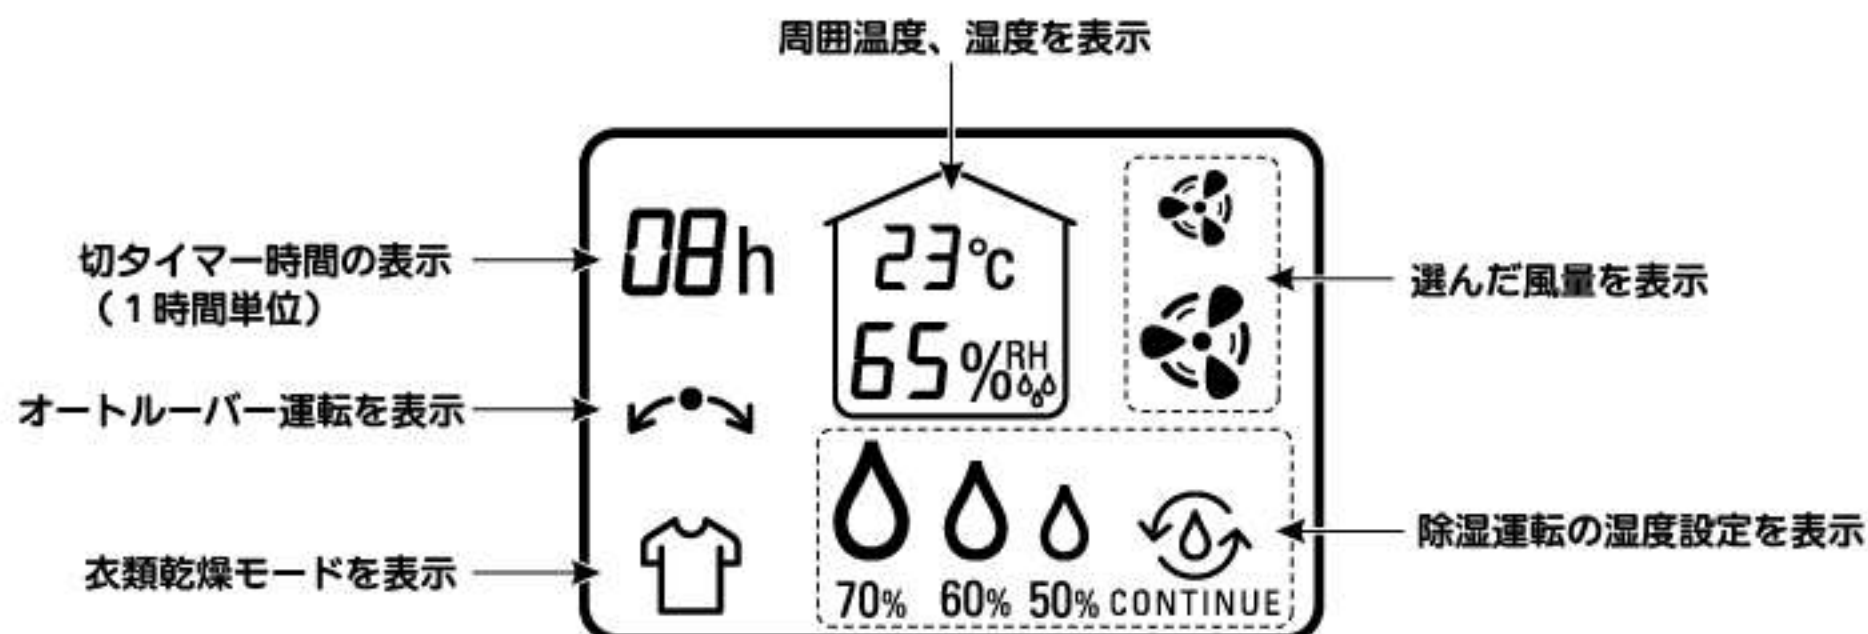 周囲温度、湿度を表示
切タイマー時間の表示
（1時間単位）
08h
23℃
65%RH
選んだ風量を表示
オートルーバー運転を表示
衣類乾燥モードを表示
70% 60% 50% CONTINUE
除湿運転の湿度設定を表示